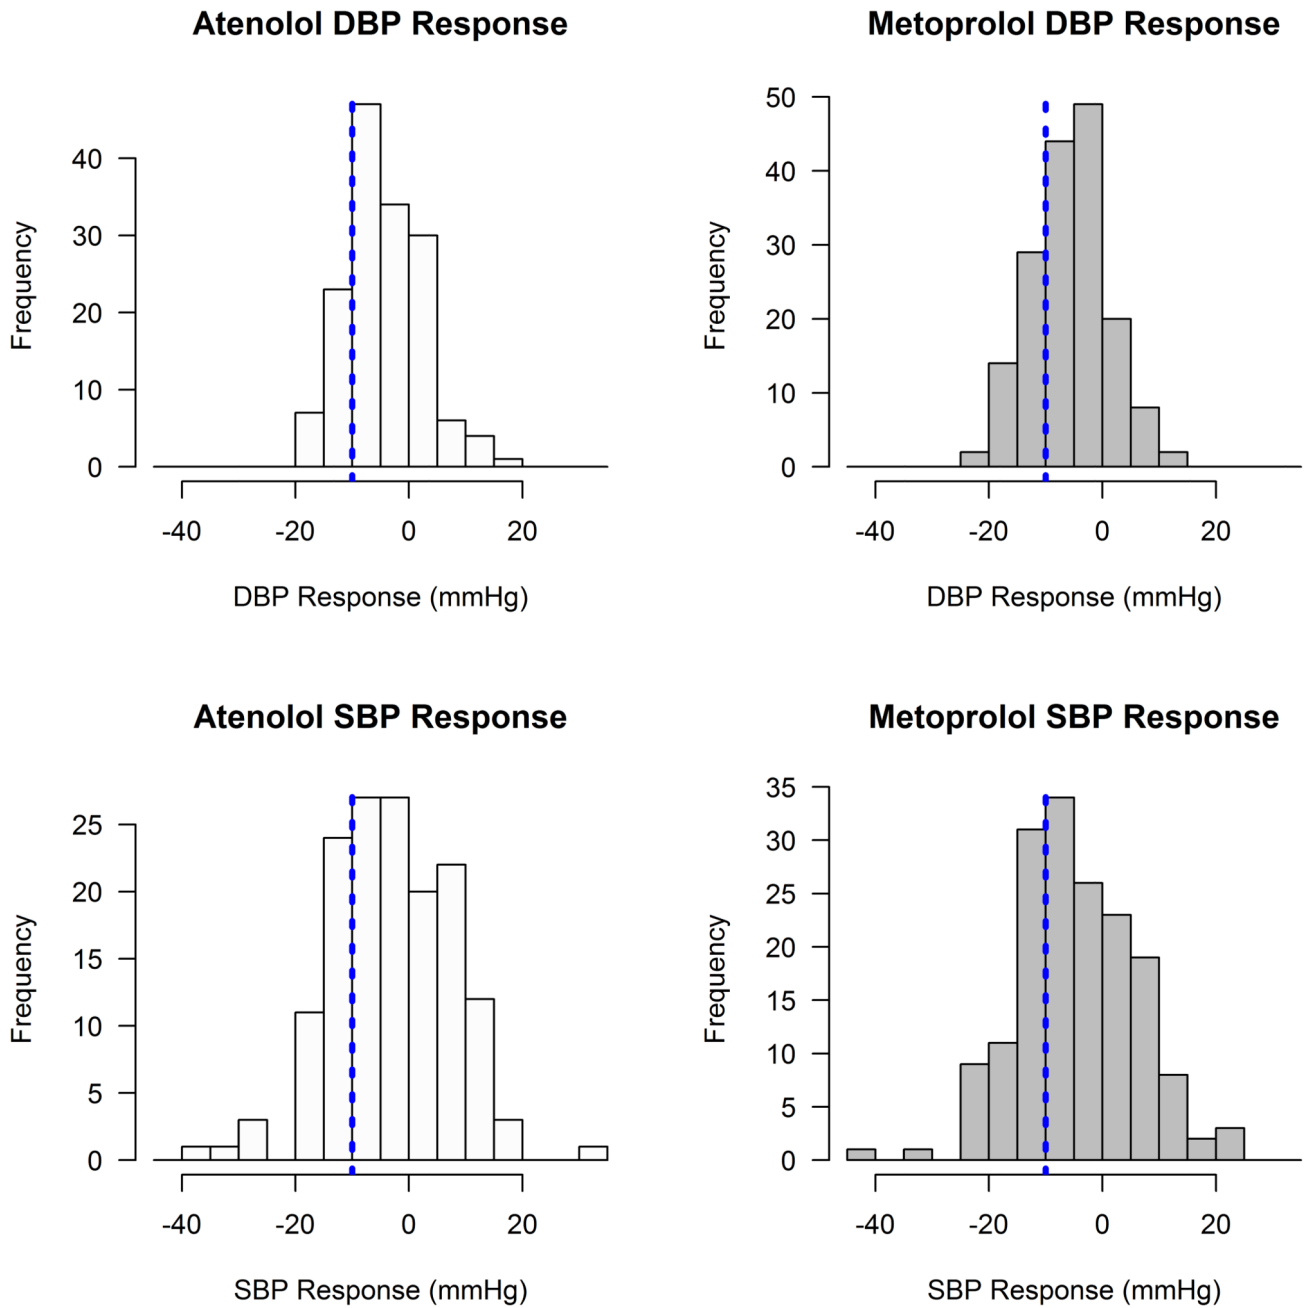 Atenolol DBP Response
Frequency
40
30
20
10
0
-40 -20 0 20
DBP Response (mmHg)
Metoprolol DBP Response
Frequency
50
40
30
20
10
0
-40 -20 0 20
DBP Response (mmHg)
Atenolol SBP Response
Frequency
25
20
15
10
5
0
-40 -20 0 20
SBP Response (mmHg)
Metoprolol SBP Response
Frequency
35
30
25
20
15
10
5
0
-40 -20 0 20
SBP Response (mmHg)